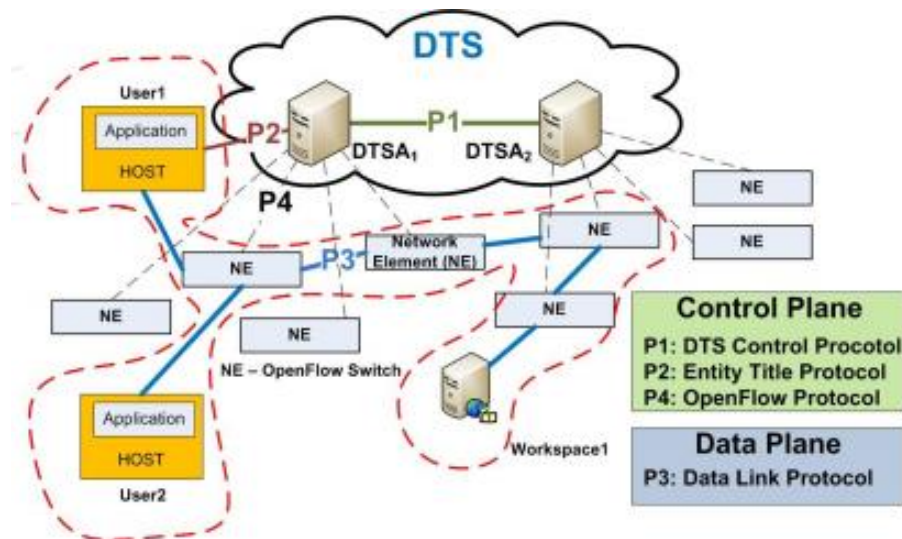 DTS
User1
Application
HOST
P2
P1
DTSA1
DTSA2
P4
NE
NE
NE
P3
Network
Element (NE)
NE
NE
NE
NE
NE
NE – OpenFlow Switch
Application
HOST
User2
Workspace1
Control Plane
P1: DTS Control Procotol
P2: Entity Title Protocol
P4: OpenFlow Protocol
Data Plane
P3: Data Link Protocol